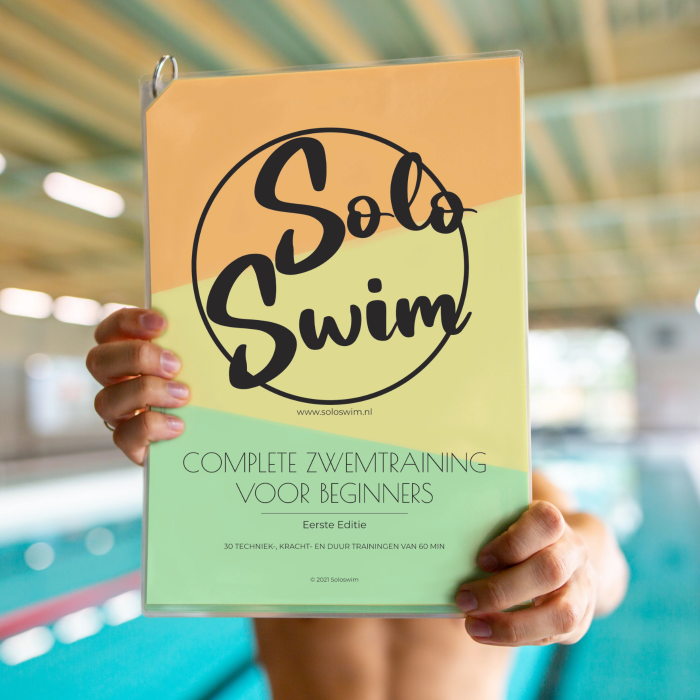 Solo
Swim
www.soloswim.nl
COMPLETE ZWEMTRAINING
VOOR BEGINNERS
Eerste Editie
30 TECHNIEK-, KRACHT- EN DUUR TRAININGEN VAN 60 MIN
© 2021 Soloswim